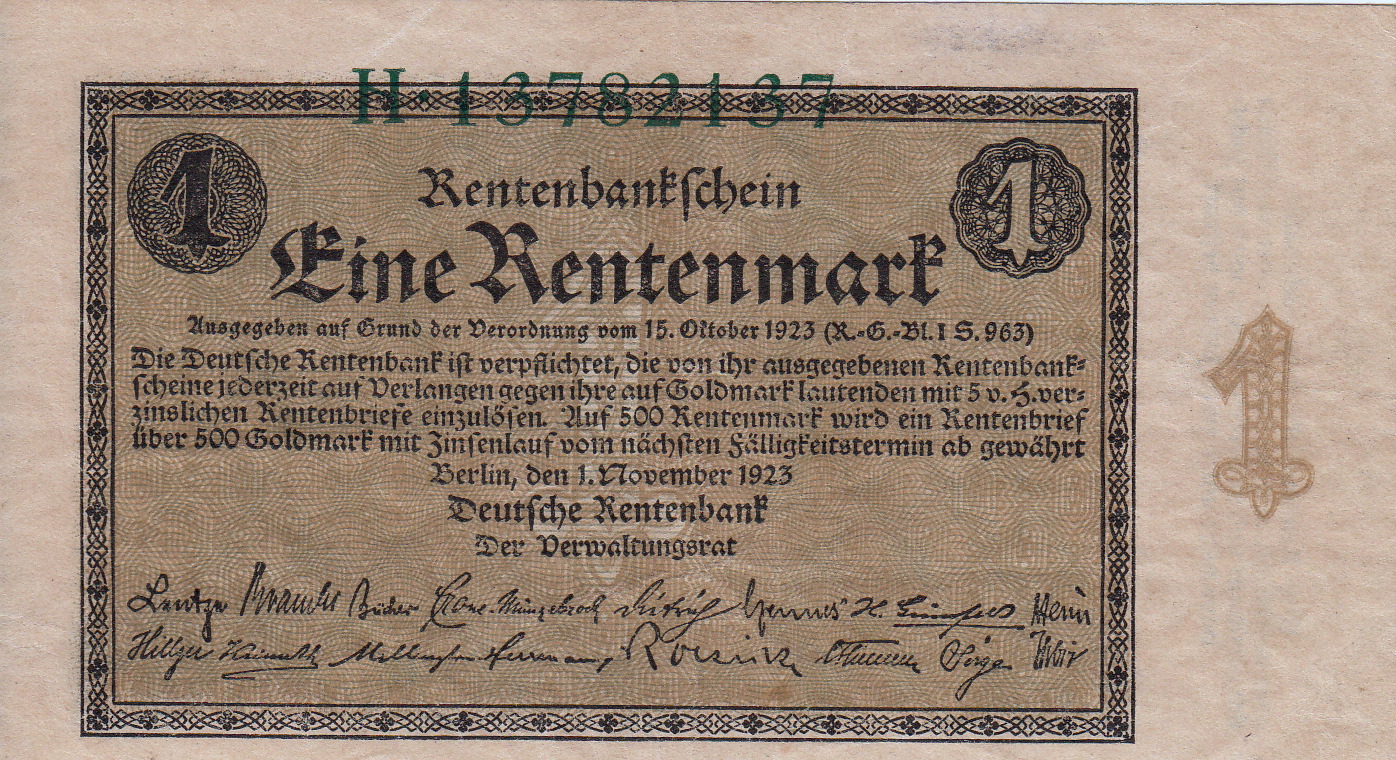 H·13782137
1 1
Rentenbankschein
Eine Rentenmark
Ausgegeben auf Grund der Verordnung vom 15. Oktober 1923 (R.-G.-Bl. I S. 963)
Die Deutsche Rentenbank ist verpflichtet, die von ihr ausgegebenen Rentenbank-
scheine jederzeit auf Verlangen gegen ihre auf Goldmark lautenden mit 5 v. H. ver-
zinslichen Rentenbriefe einzulösen. Auf 500 Rentenmark wird ein Rentenbrief
über 500 Goldmark mit Zinsenlauf vom nächsten Fälligkeitstermin ab gewährt
1
Berlin, den 1. November 1923
Deutsche Rentenbank
Der Verwaltungsrat
Lentze
Hillger